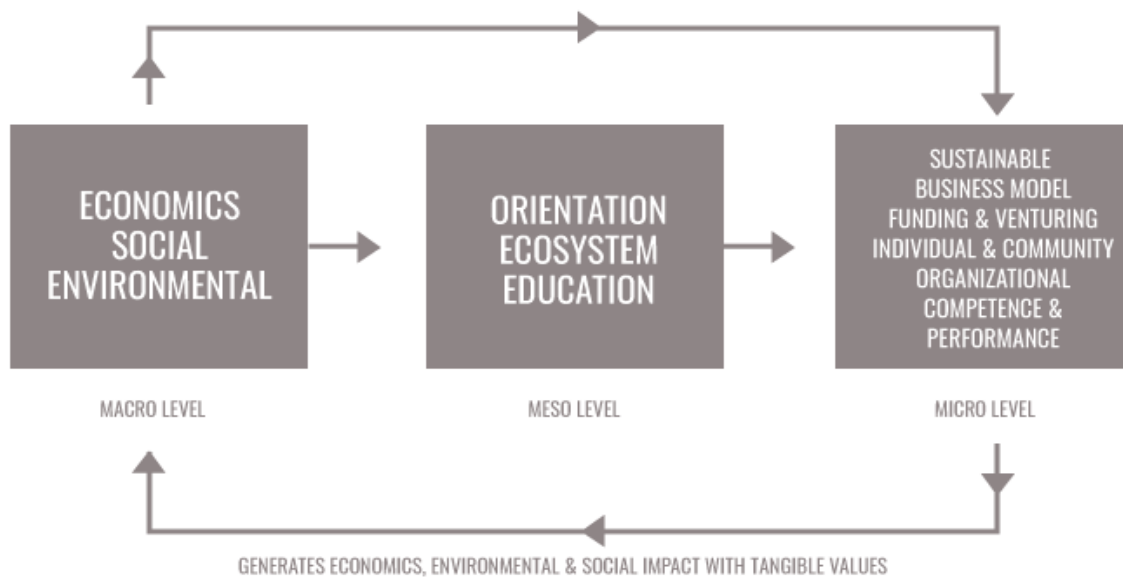 ECONOMICS
SOCIAL
ENVIRONMENTAL
ORIENTATION
ECOSYSTEM
EDUCATION
SUSTAINABLE
BUSINESS MODEL
FUNDING & VENTURING
INDIVIDUAL & COMMUNITY
ORGANIZATIONAL
COMPETENCE &
PERFORMANCE
MACRO LEVEL
MESO LEVEL
MICRO LEVEL
GENERATES ECONOMICS, ENVIRONMENTAL & SOCIAL IMPACT WITH TANGIBLE VALUES